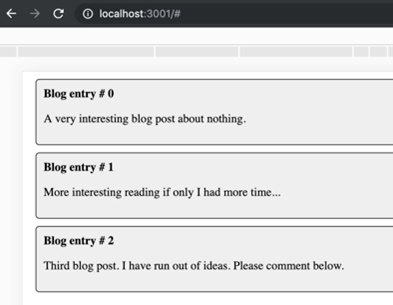 localhost:3001/#
Blog entry # 0
A very interesting blog post about nothing.
Blog entry # 1
More interesting reading if only I had more time...
Blog entry # 2
Third blog post. I have run out of ideas. Please comment below.